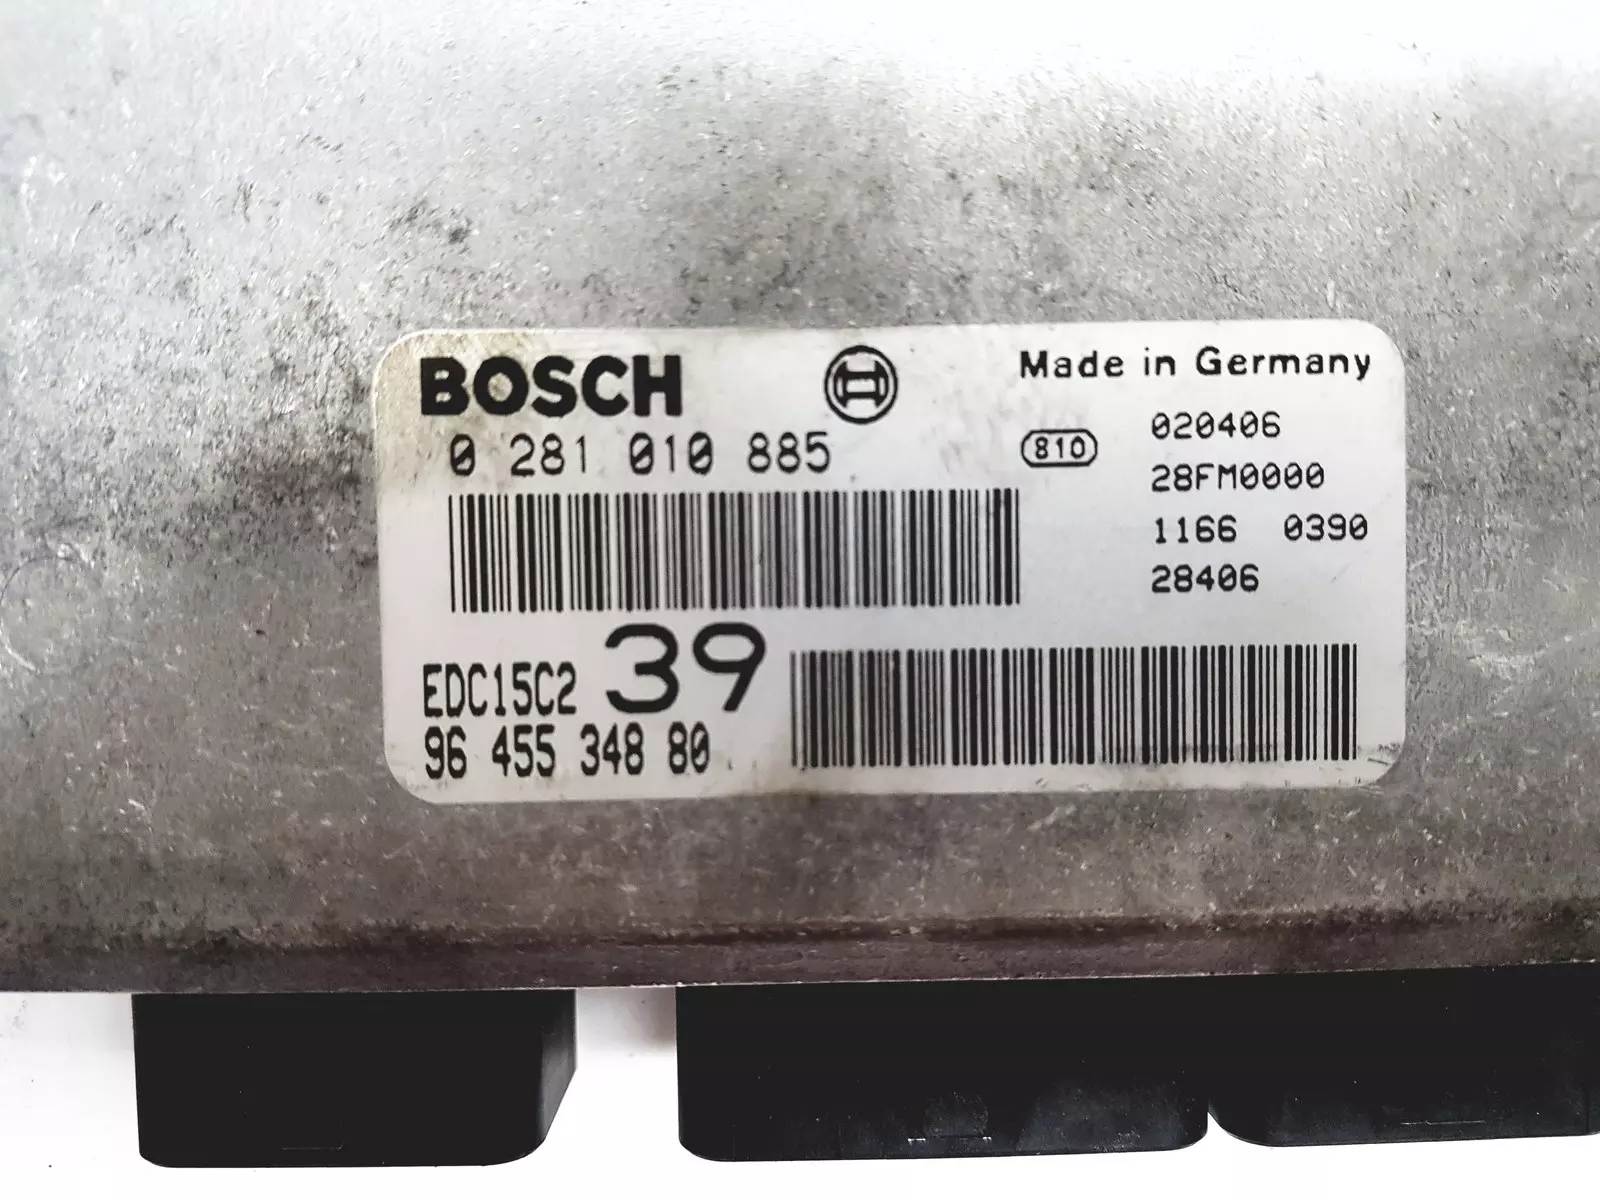 BOSCH
Made in Germany
0 281 010 885
810
020406
28FM0000
1166 0390
28406
EDC15C2 39
96 455 348 80